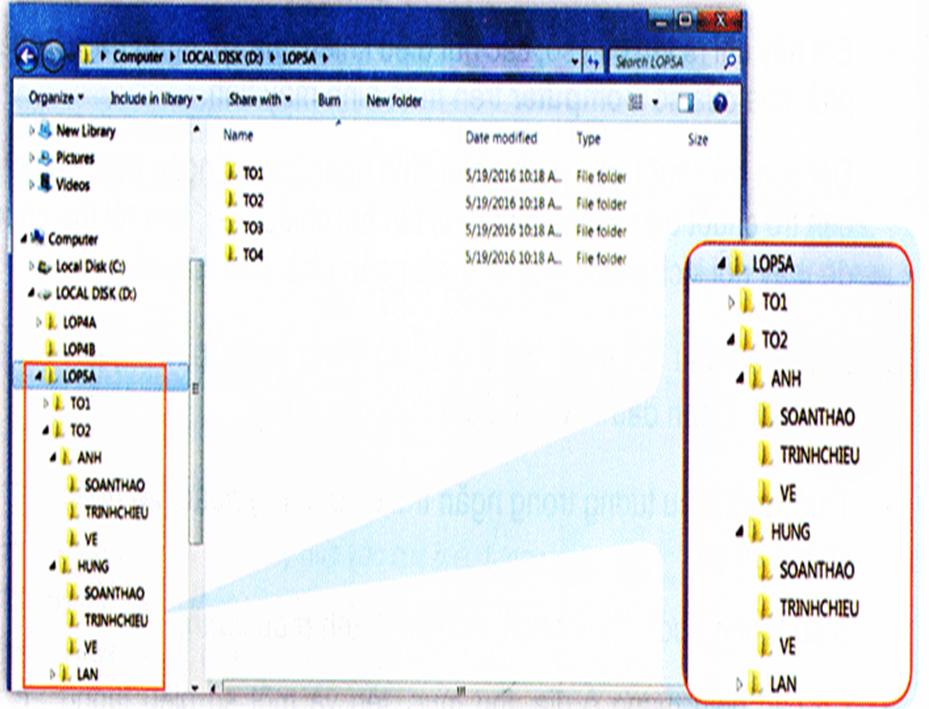 Computer ▸ LOCAL DISK (D:) ▸ LOP5A ▸
Search LOP5A
Organize Include in library Share with Burn New folder
New Library
Pictures
Videos
Computer
Local Disk (C:)
LOCAL DISK (D:)
LOP4A
LOP4B
LOP5A
TO1
TO2
ANH
SOANTHAO
TRINHCHIEU
VE
HUNG
SOANTHAO
TRINHCHIEU
VE
LAN
Name Date modified Type Size
TO1 5/19/2016 10:18 A... File folder
TO2 5/19/2016 10:18 A... File folder
TO3 5/19/2016 10:18 A... File folder
TO4 5/19/2016 10:18 A... File folder
LOP5A
TO1
TO2
ANH
SOANTHAO
TRINHCHIEU
VE
HUNG
SOANTHAO
TRINHCHIEU
VE
LAN